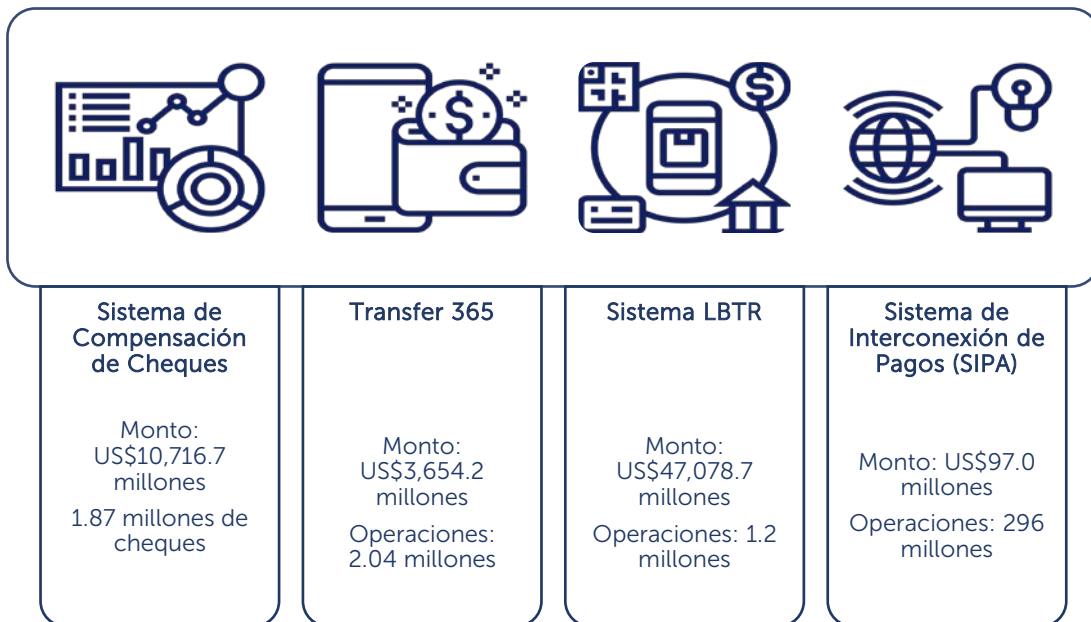 Sistema de
Compensación
de Cheques
Monto:
US$10,716.7
millones
1.87 millones de
cheques
Transfer 365
Monto:
US$3,654.2
millones
Operaciones:
2.04 millones
Sistema LBTR
Monto:
US$47,078.7
millones
Operaciones: 1.2
millones
Sistema de
Interconexión de
Pagos (SIPA)
Monto: US$97.0
millones
Operaciones: 296
millones